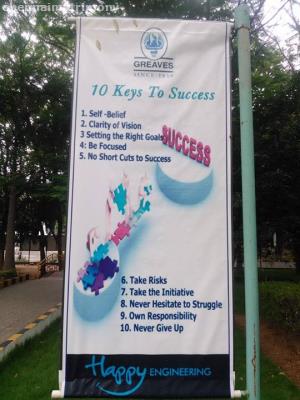 GREAVES
SINCE 1859
10 Keys To Success
1. Self -Belief
2. Clarity of Vision
3 Setting the Right Goals
4: Be Focused
5. No Short Cuts to Success
SUCCESS
6. Take Risks
7. Take the Initiative
8. Never Hesitate to Struggle
9. Own Responsibility
10. Never Give Up
Happy ENGINEERING